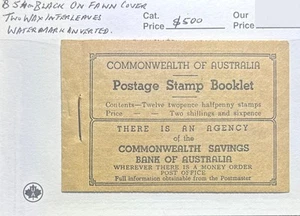 B 5A BLACK ON FAWN COVER
TWO WAX INTERLEAVES
WATERMARK INVERTED.
Cat. Price $500
Our Price
COMMONWEALTH OF AUSTRALIA
Postage Stamp Booklet
Contents—Twelve twopence halfpenny stamps
Price — — Two shillings and sixpence
THERE IS AN AGENCY
of the
COMMONWEALTH SAVINGS
BANK OF AUSTRALIA
WHEREVER THERE IS A MONEY ORDER
POST OFFICE
Full information obtainable from the Postmaster